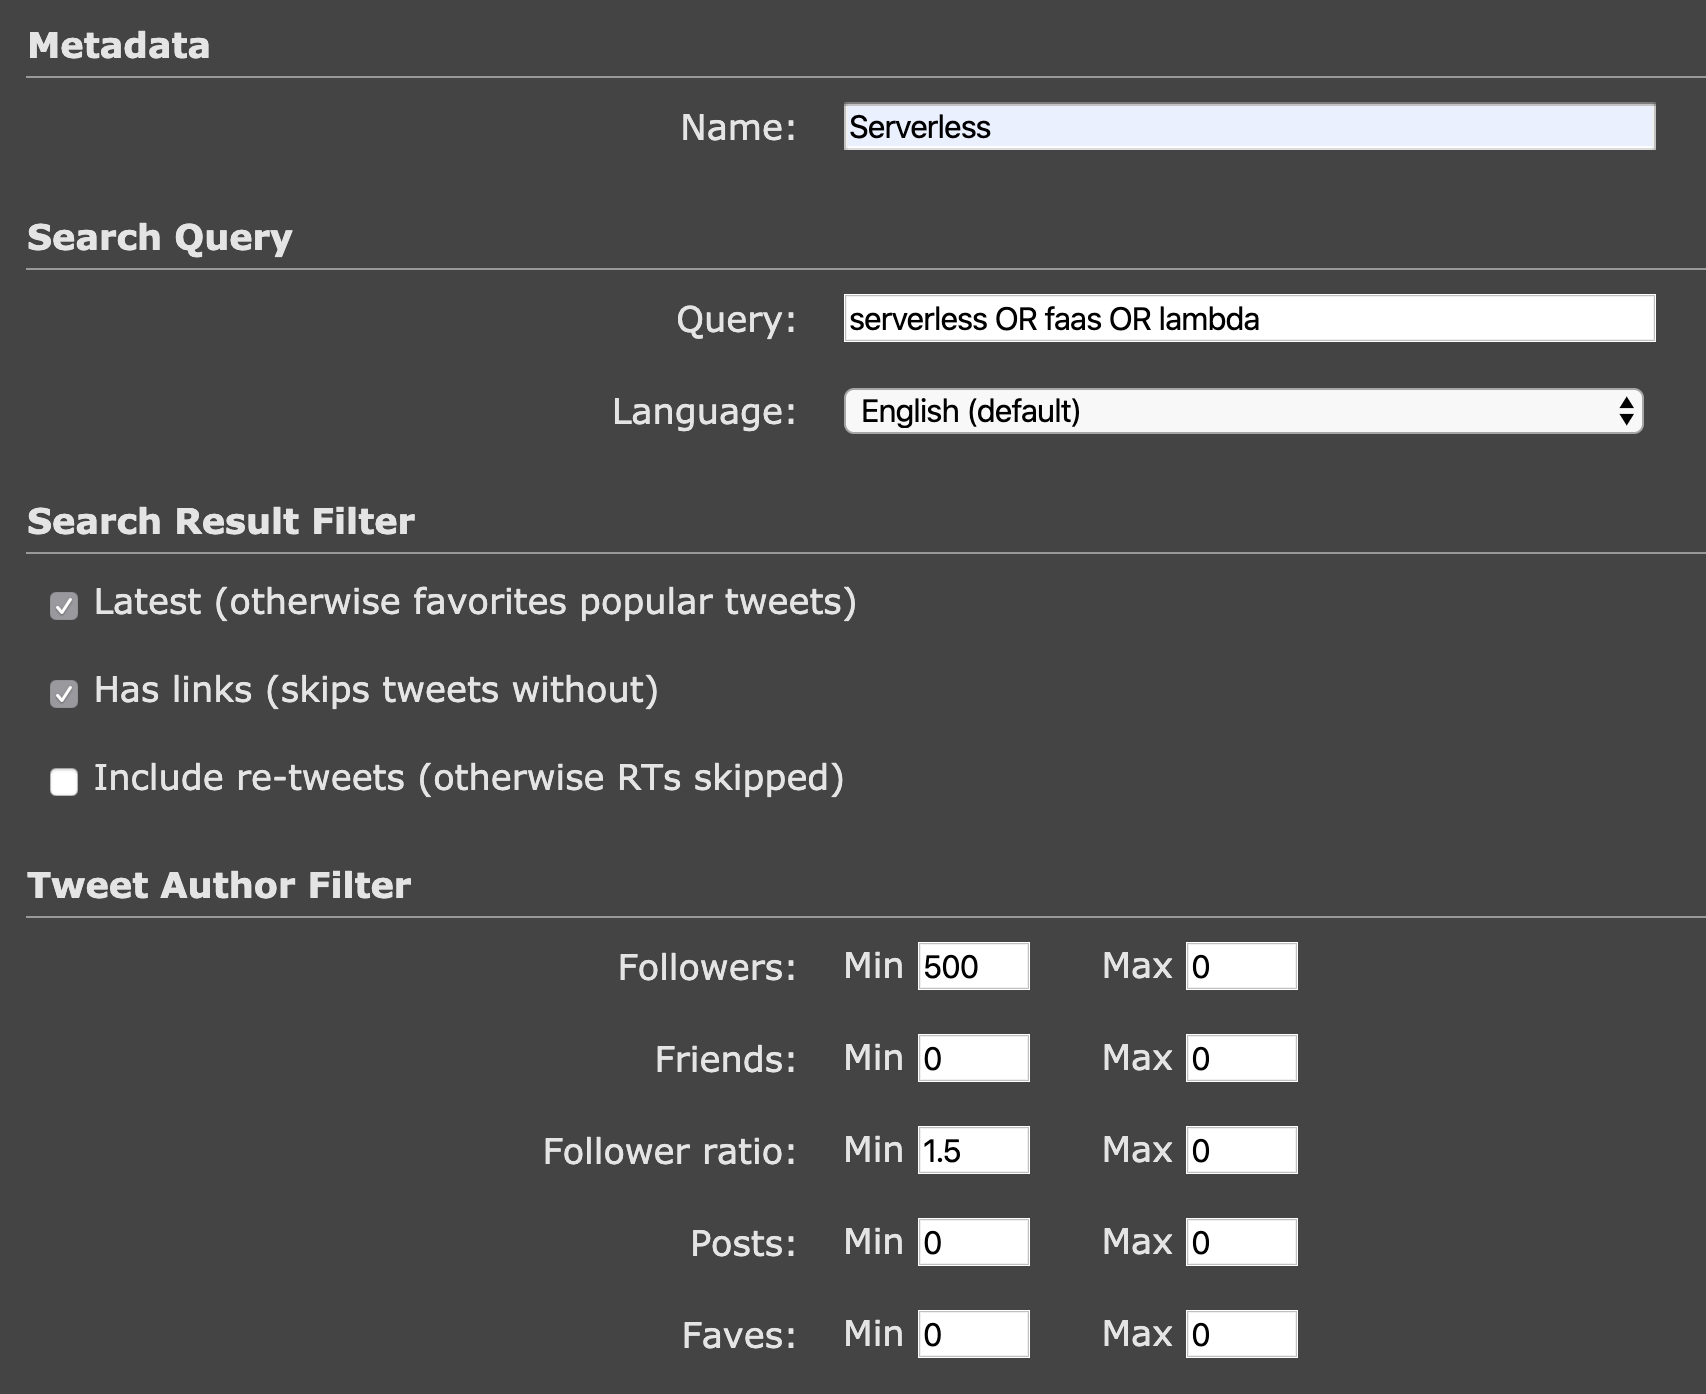 Metadata
Name: Serverless
Search Query
Query: serverless OR faas OR lambda
Language: English (default)
Search Result Filter
Latest (otherwise favorites popular tweets)
Has links (skips tweets without)
Include re-tweets (otherwise RTs skipped)
Tweet Author Filter
Followers: Min 500 Max 0
Friends: Min 0 Max 0
Follower ratio: Min 1.5 Max 0
Posts: Min 0 Max 0
Faves: Min 0 Max 0